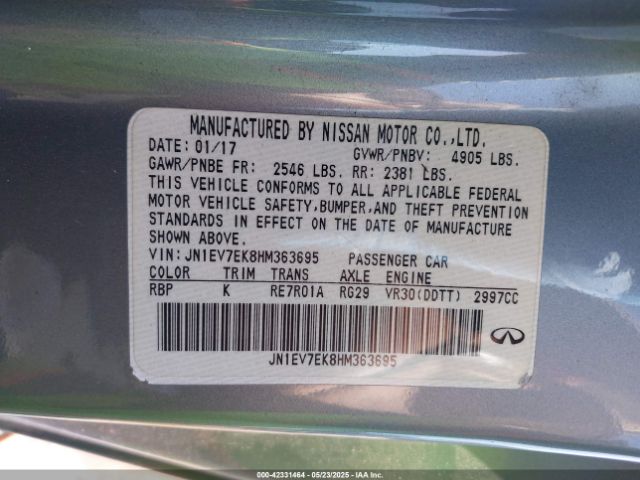 MANUFACTURED BY NISSAN MOTOR CO.,LTD.
DATE: 01/17 GVWR/PNBV: 4905 LBS.
GAWR/PNBE FR: 2546 LBS. RR: 2381 LBS.
THIS VEHICLE CONFORMS TO ALL APPLICABLE FEDERAL
MOTOR VEHICLE SAFETY,BUMPER,AND THEFT PREVENTION
STANDARDS IN EFFECT ON THE DATE OF MANUFACTURE
SHOWN ABOVE.
VIN:JN1EV7EK8HM363695 PASSENGER CAR
COLOR TRIM TRANS AXLE ENGINE
RBP K RE7R01A RG29 VR30(DDTT) 2997CC
JN1EV7EK8HM363695
00-42331464 - 05/23/2025 - IAA Inc.